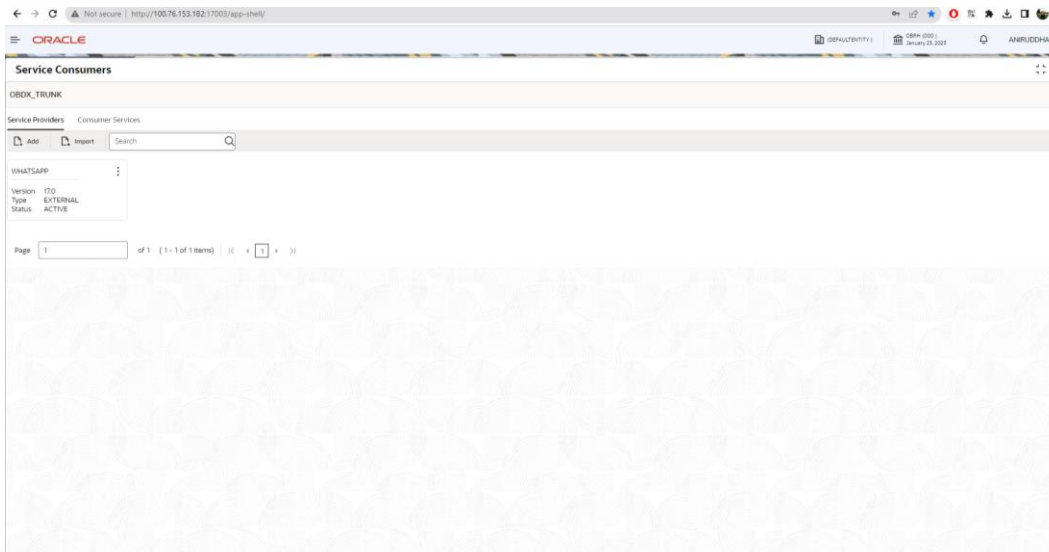 Not secure | http://100.76.153.182:17003/app-shell/
ORACLE
(DEFAULTENTITY)
January 25, 2023
ANIRUDDHA
Service Consumers
OBDX_TRUNK
Service Providers Consumer Services
Add Import Search
WHATSAPP
Version 17.0
Type EXTERNAL
Status ACTIVE
Page 1 of 1 (1 - 1 of 1 items) 1